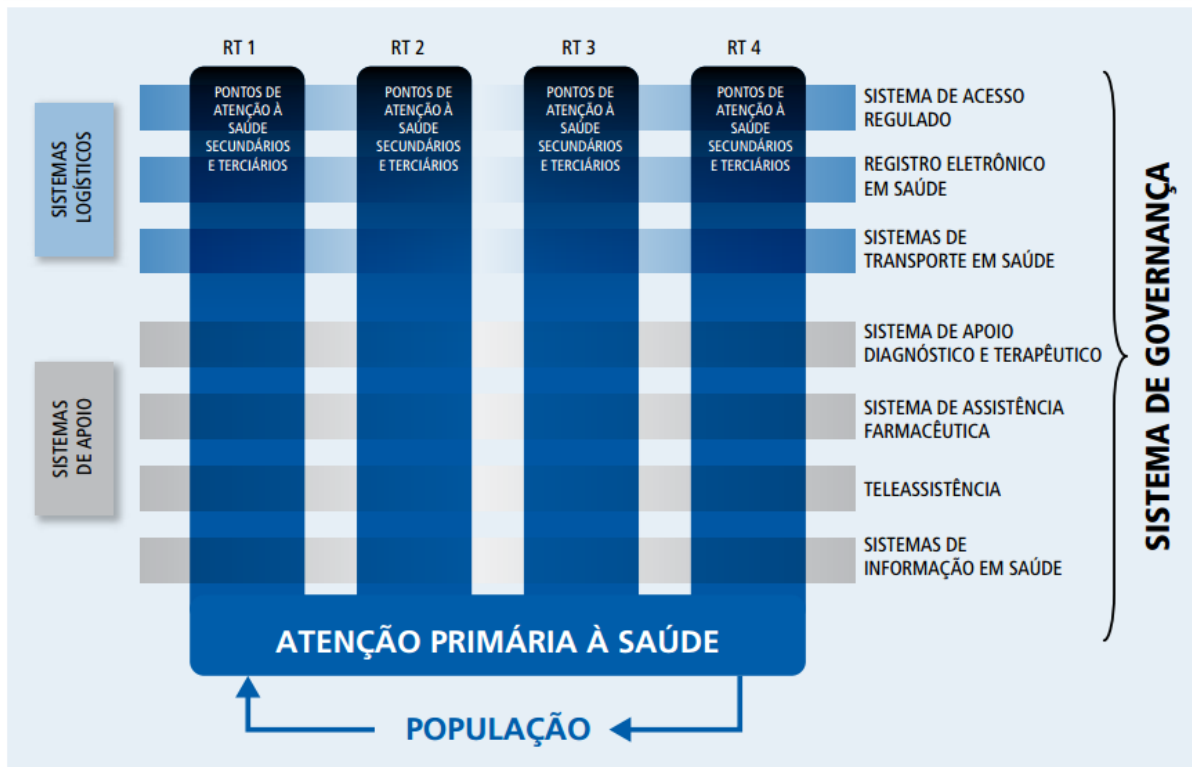 RT 1
RT 2
RT 3
RT 4
PONTOS DE
ATENÇÃO À
SAÚDE
SECUNDÁRIOS
E TERCIÁRIOS
PONTOS DE
ATENÇÃO À
SAÚDE
SECUNDÁRIOS
E TERCIÁRIOS
PONTOS DE
ATENÇÃO À
SAÚDE
SECUNDÁRIOS
E TERCIÁRIOS
PONTOS DE
ATENÇÃO À
SAÚDE
SECUNDÁRIOS
E TERCIÁRIOS
SISTEMAS
LOGÍSTICOS
SISTEMA DE ACESSO
REGULADO
REGISTRO ELETRÔNICO
EM SAÚDE
SISTEMAS DE
TRANSPORTE EM SAÚDE
SISTEMAS
DE APOIO
SISTEMA DE APOIO
DIAGNÓSTICO E TERAPÊUTICO
SISTEMA DE ASSISTÊNCIA
FARMACÊUTICA
TELEASSISTÊNCIA
SISTEMAS DE
INFORMAÇÃO EM SAÚDE
SISTEMA DE GOVERNANÇA
ATENÇÃO PRIMÁRIA À SAÚDE
POPULAÇÃO